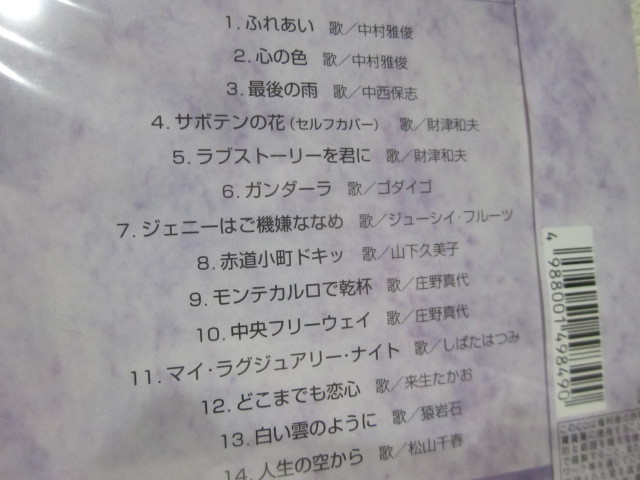 1. ふれあい 歌／中村雅俊
2. 心の色 歌／中村雅俊
3. 最後の雨 歌／中西保志
4. サボテンの花（セルフカバー） 歌／財津和夫
5. ラブストーリーを君に 歌／財津和夫
6. ガンダーラ 歌／ゴダイゴ
7. ジェニーはご機嫌ななめ 歌／ジューシィ・フルーツ
8. 赤道小町ドキッ 歌／山下久美子
9. モンテカルロで乾杯 歌／庄野真代
10. 中央フリーウェイ 歌／庄野真代
11. マイ・ラグジュアリー・ナイト 歌／しばたはつみ
12. どこまでも恋心 歌／来生たかお
13. 白い雲のように 歌／猿岩石
14. 人生の空から 歌／松山千春
4 988001 498490